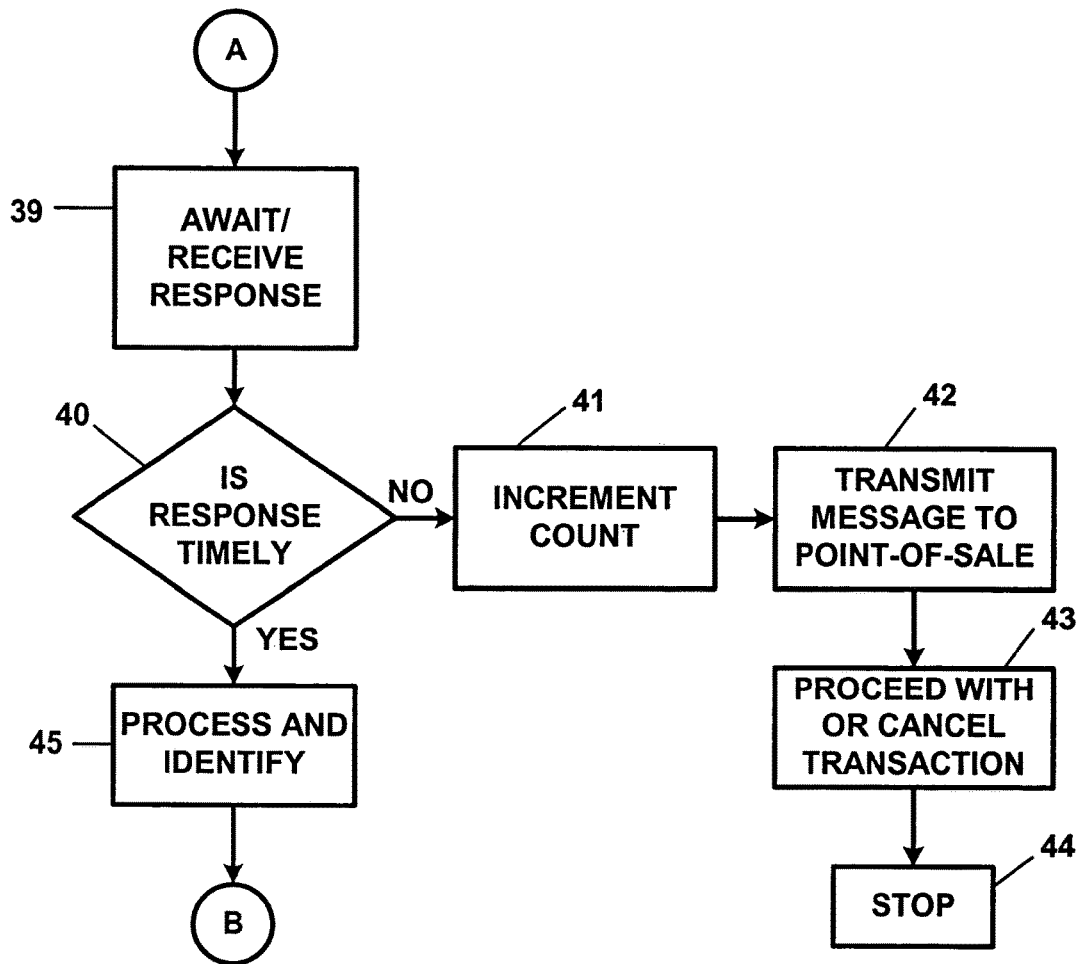 A
39
AWAIT/
RECEIVE
RESPONSE
40
IS
RESPONSE
TIMELY
NO
YES
41
INCREMENT
COUNT
42
TRANSMIT
MESSAGE TO
POINT-OF-SALE
43
PROCEED WITH
OR CANCEL
TRANSACTION
44
STOP
45
PROCESS AND
IDENTIFY
B